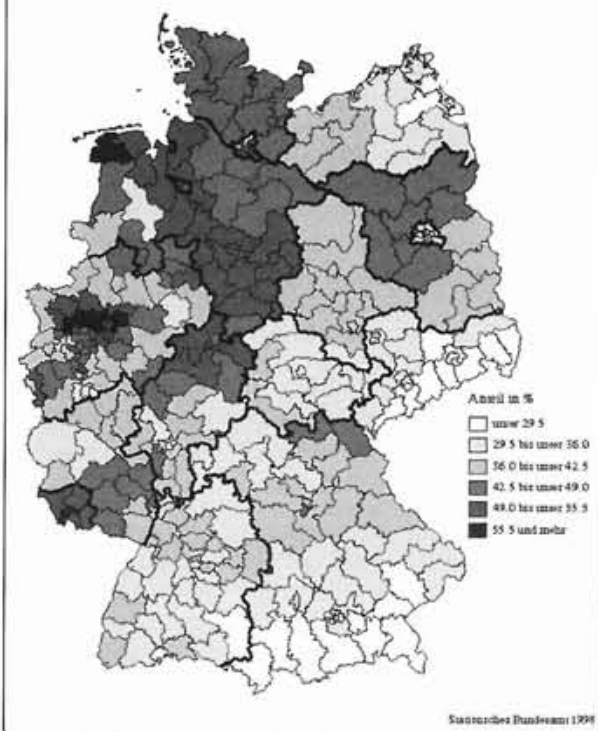 Anteil in %
unter 29.5
29.5 bis unter 36.0
36.0 bis unter 42.5
42.5 bis unter 49.0
49.0 bis unter 55.5
55.5 und mehr
Statistisches Bundesamt 1998